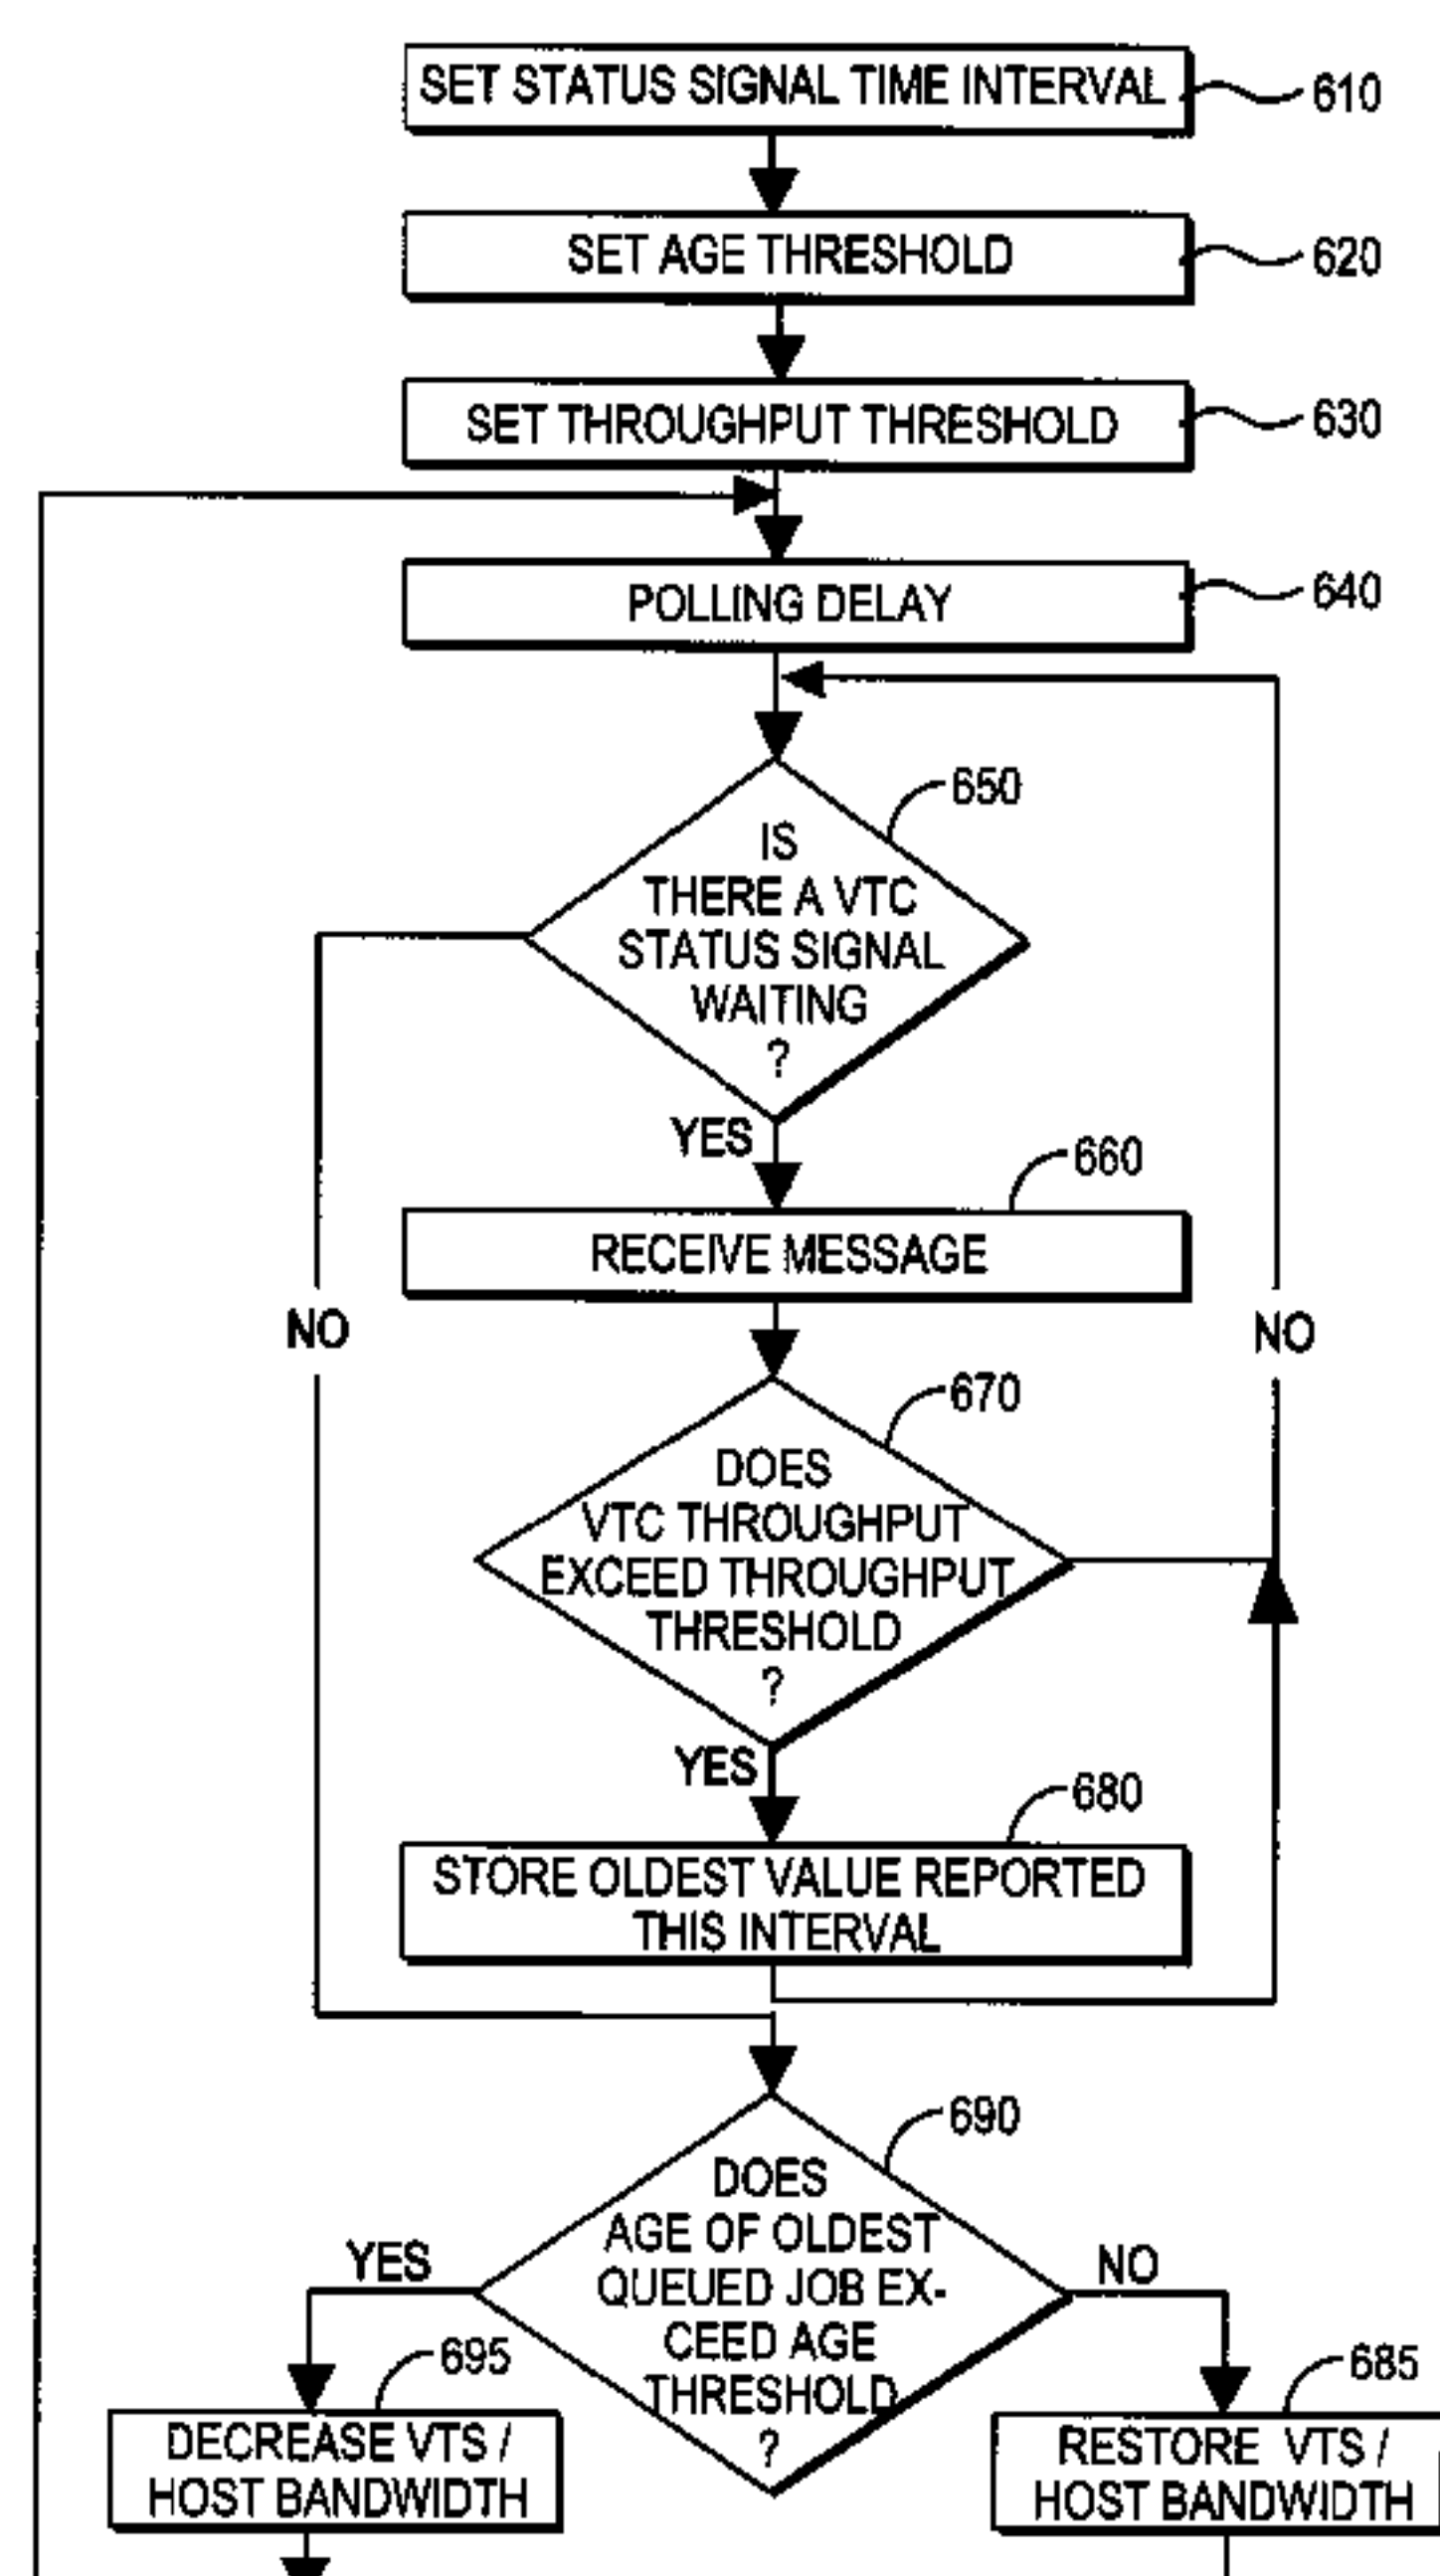 SET STATUS SIGNAL TIME INTERVAL
610
SET AGE THRESHOLD
620
SET THROUGHPUT THRESHOLD
630
POLLING DELAY
640
650
IS
THERE A VTC
STATUS SIGNAL
WAITING
?
YES
660
RECEIVE MESSAGE
NO
NO
670
DOES
VTC THROUGHPUT
EXCEED THROUGHPUT
THRESHOLD
?
YES
680
STORE OLDEST VALUE REPORTED
THIS INTERVAL
690
DOES
AGE OF OLDEST
QUEUED JOB EX-
CEED AGE
THRESHOLD
?
YES
NO
695
DECREASE VTS /
HOST BANDWIDTH
685
RESTORE VTS /
HOST BANDWIDTH